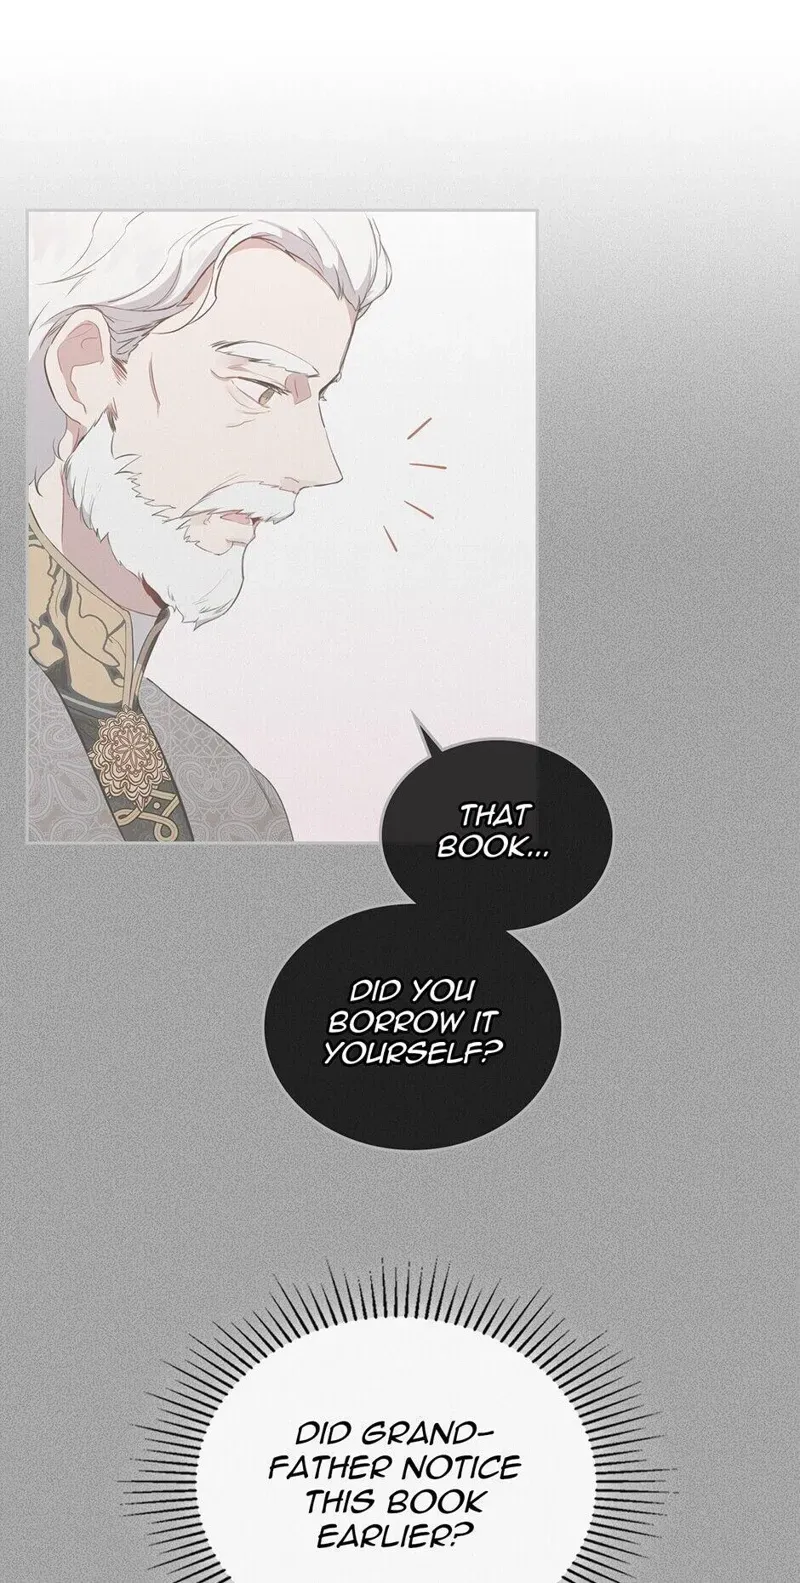 THAT
BOOK...
DID YOU
BORROW IT
YOURSELF?
DID GRAND-
FATHER NOTICE
THIS BOOK
EARLIER?